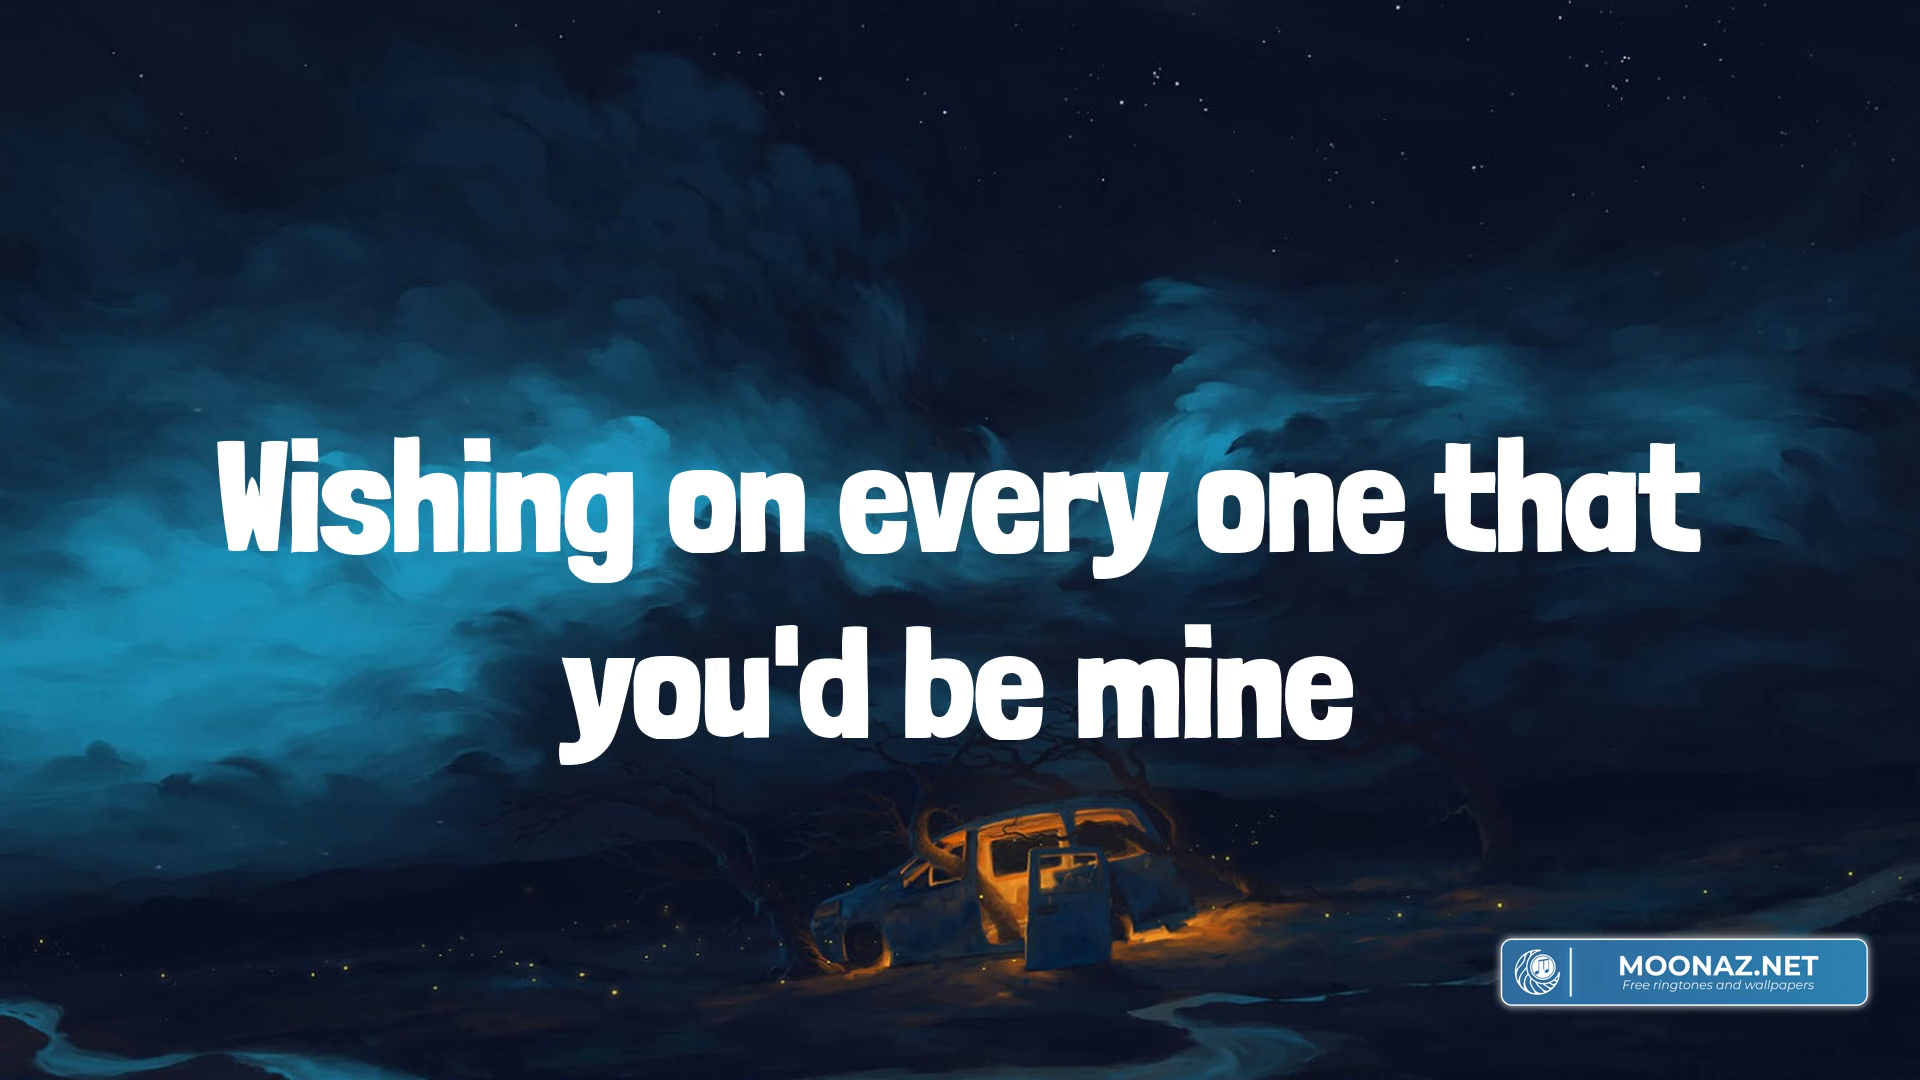 Wishing on every one that
you'd be mine
MOONAZ.NET
Free ringtones and wallpapers